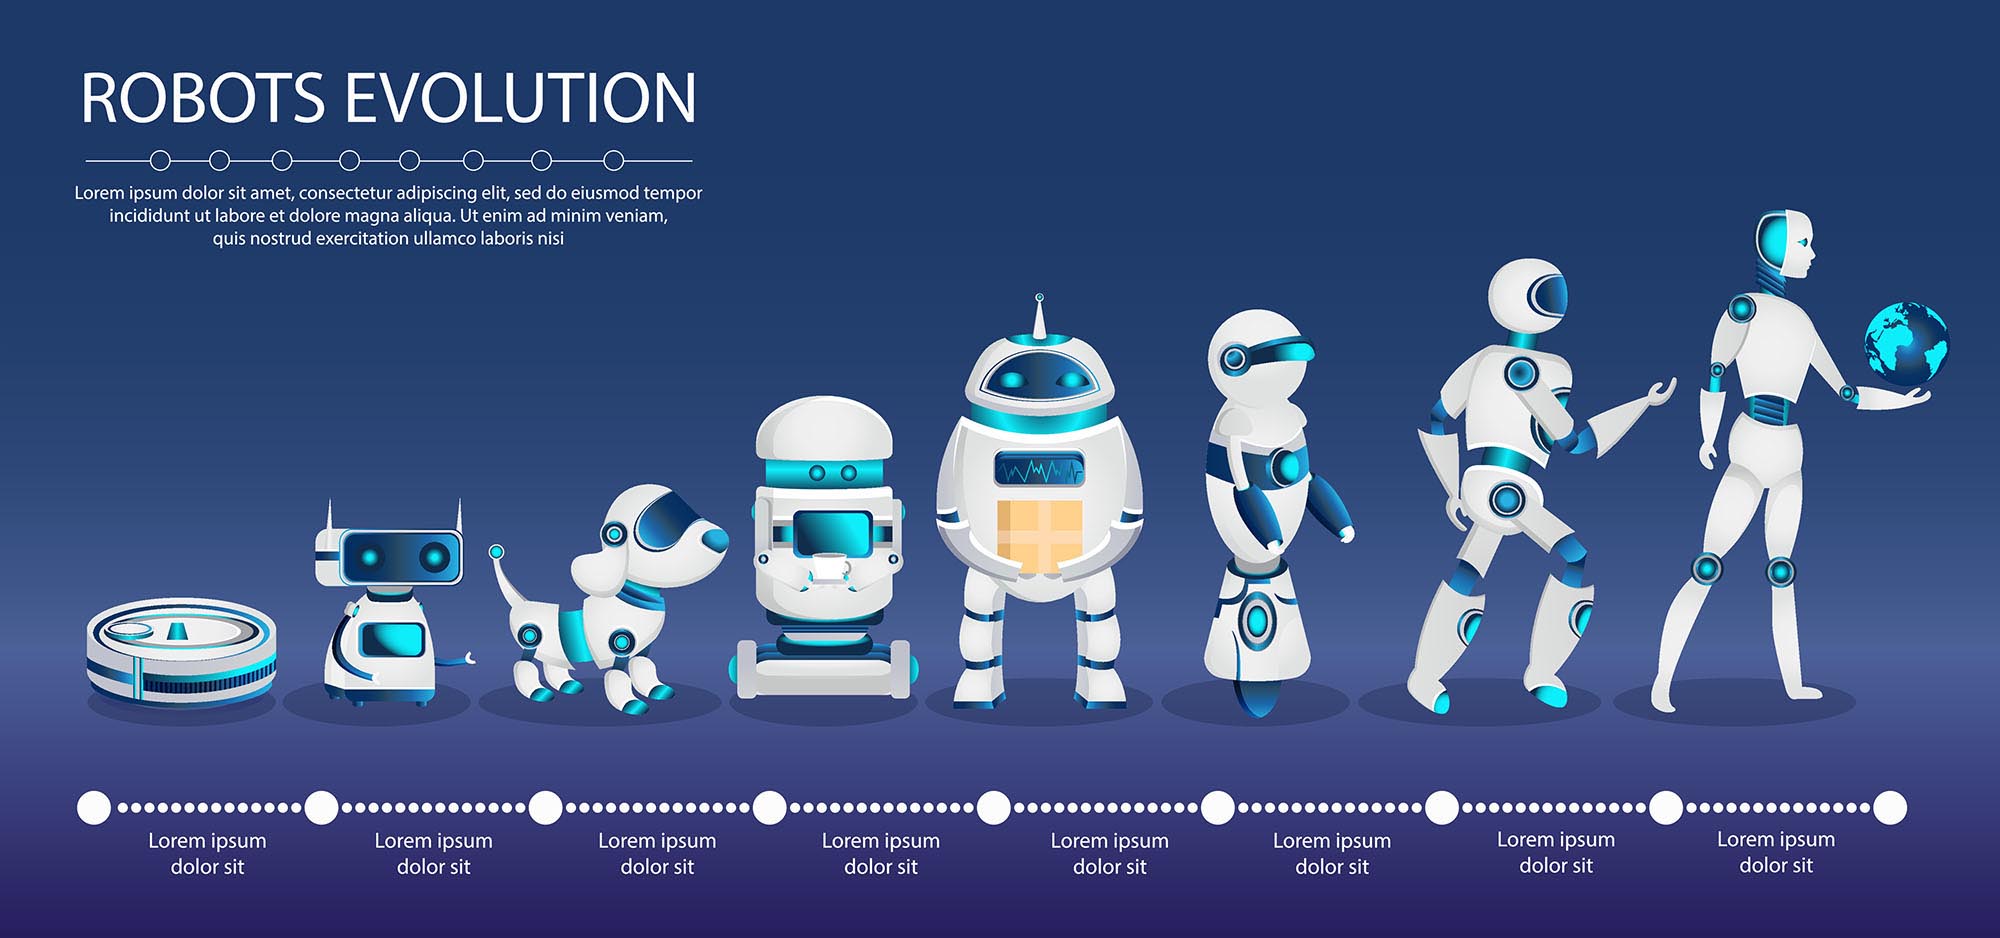 ROBOTS EVOLUTION
Lorem ipsum dolor sit amet, consectetur adipiscing elit, sed do eiusmod tempor
incididunt ut labore et dolore magna aliqua. Ut enim ad minim veniam,
quis nostrud exercitation ullamco laboris nisi
Lorem ipsum
dolor sit
Lorem ipsum
dolor sit
Lorem ipsum
dolor sit
Lorem ipsum
dolor sit
Lorem ipsum
dolor sit
Lorem ipsum
dolor sit
Lorem ipsum
dolor sit
Lorem ipsum
dolor sit